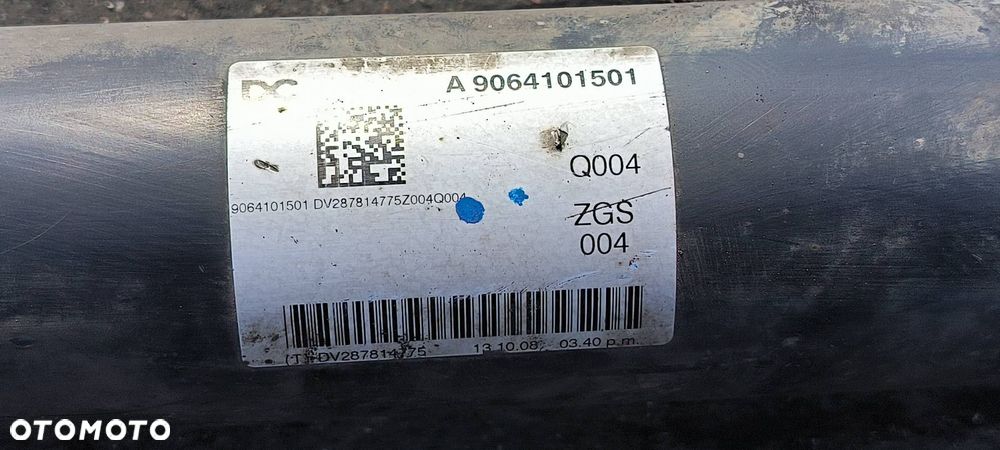 DC
A 9064101501
Q004
9064101501 DV287814775Z004Q004
ZGS
004
(T) DV287814775 13.10.08 03.40 p.m.
OTOMOTO